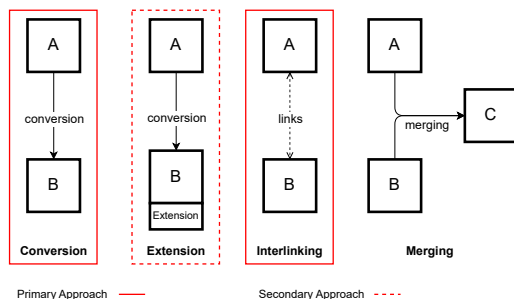 A A A A
conversion conversion links merging C
B B B B
Extension
Conversion Extension Interlinking Merging
Primary Approach Secondary Approach